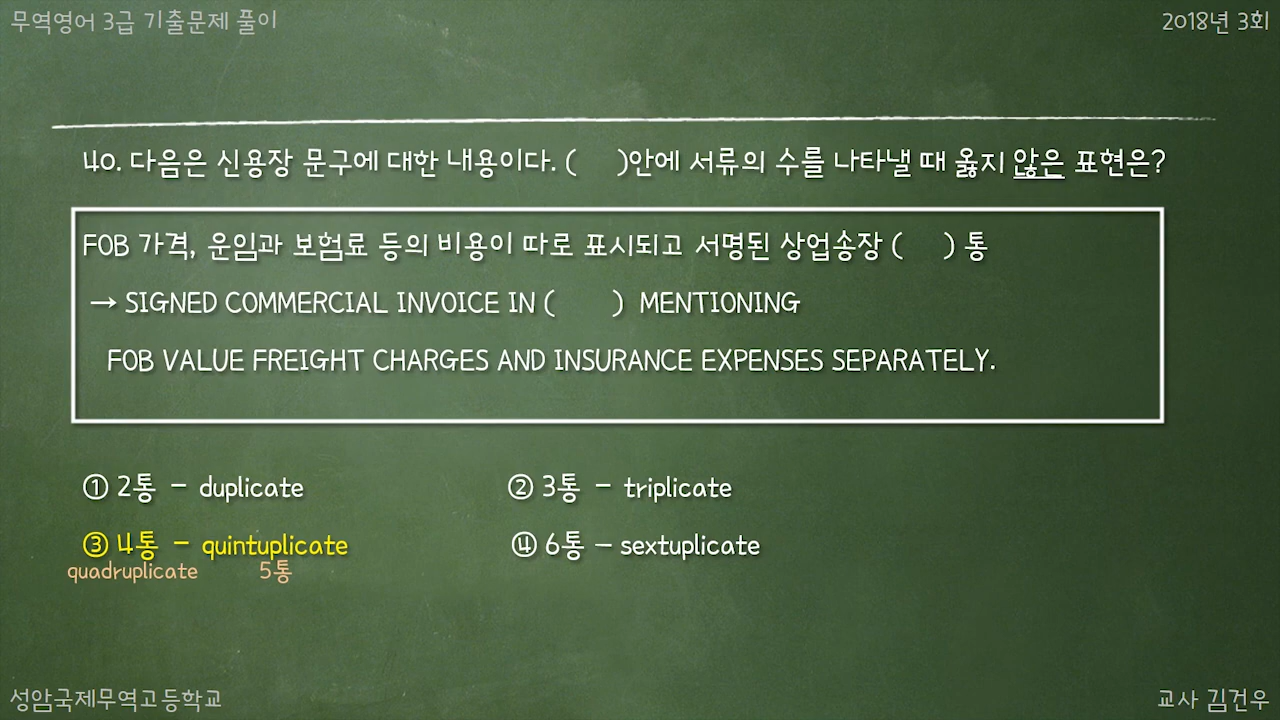 무역영어 3급 기출문제 풀이
2018년 3회
40. 다음은 신용장 문구에 대한 내용이다. ( )안에 서류의 수를 나타낼 때 옳지 않은 표현은?
FOB 가격, 운임과 보험료 등의 비용이 따로 표시되고 서명된 상업송장 ( ) 통
→ SIGNED COMMERCIAL INVOICE IN ( ) MENTIONING
FOB VALUE FREIGHT CHARGES AND INSURANCE EXPENSES SEPARATELY.
① 2통 - duplicate
② 3통 - triplicate
③ 4통 - quintuplicate
④ 6통 – sextuplicate
quadruplicate 5통
성암국제무역고등학교
교사 김건우